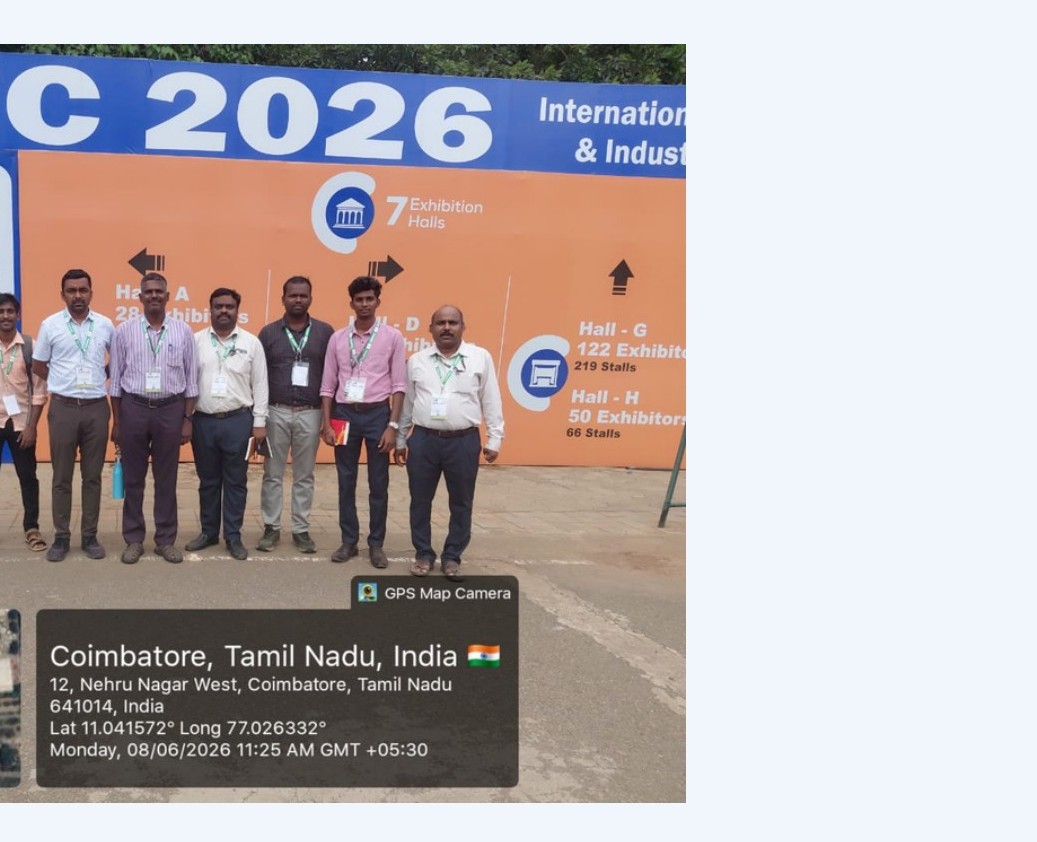 C 2026
Internation
& Indust
7 Exhibition
Halls
A
28
Hall - G
122 Exhibito
219 Stalls
- D
Hall - H
50 Exhibitors
66 Stalls
GPS Map Camera
Coimbatore, Tamil Nadu, India
12, Nehru Nagar West, Coimbatore, Tamil Nadu
641014, India
Lat 11.041572° Long 77.026332°
Monday, 08/06/2026 11:25 AM GMT +05:30